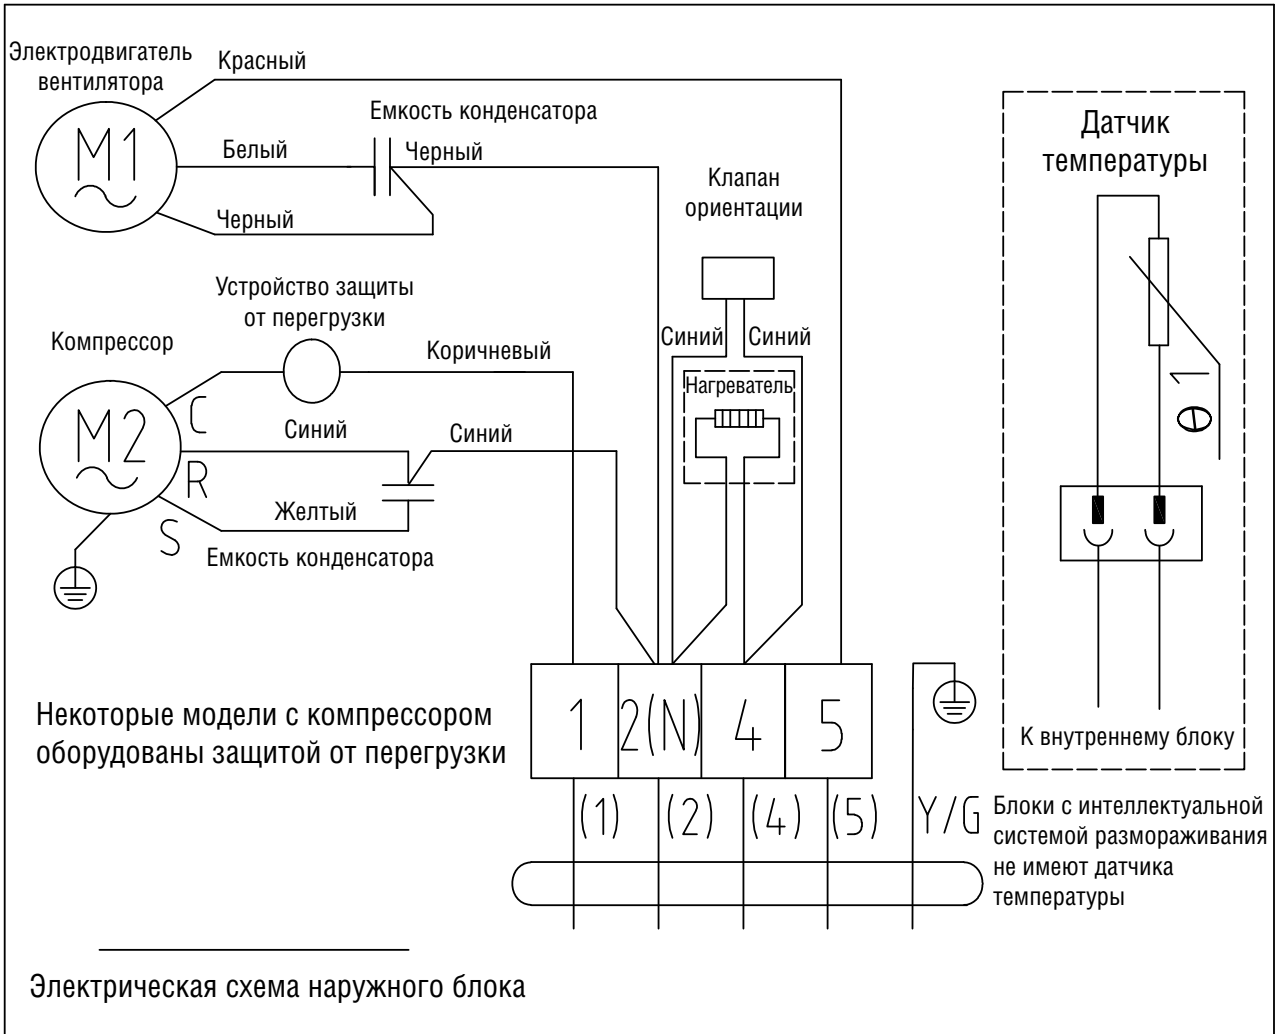 Электродвигатель
вентилятора
Красный
Емкость конденсатора
M1
Белый
Черный
Черный
Клапан
ориентации
Датчик
температуры
Устройство защиты
от перегрузки
Синий
Синий
Компрессор
Коричневый
Нагреватель
C
M2
Синий
Синий
R
Желтый
S
Емкость конденсатора
θ 1
Некоторые модели с компрессором
оборудованы защитой от перегрузки
1
2(N)
4
5
К внутреннему блоку
(1)
(2)
(4)
(5)
Y/G
Блоки с интеллектуальной
системой размораживания
не имеют датчика
температуры
Электрическая схема наружного блока